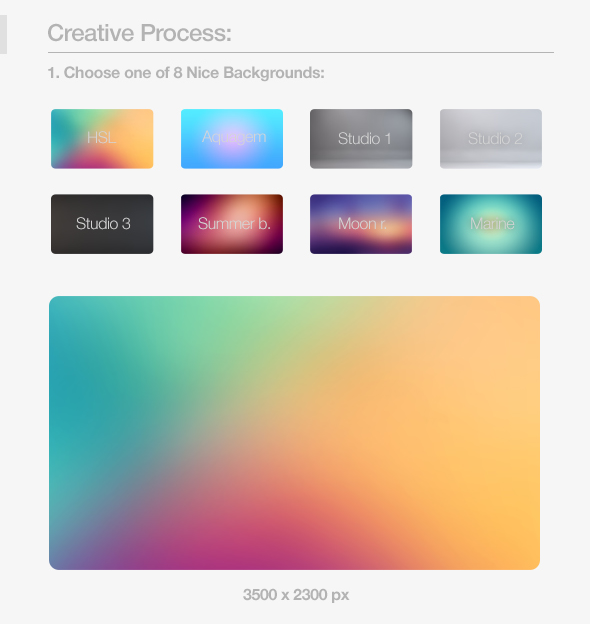 Creative Process:
1. Choose one of 8 Nice Backgrounds:
HSL
Aquagem
Studio 1
Studio 2
Studio 3
Summer b.
Moon r.
Marine
3500 x 2300 px